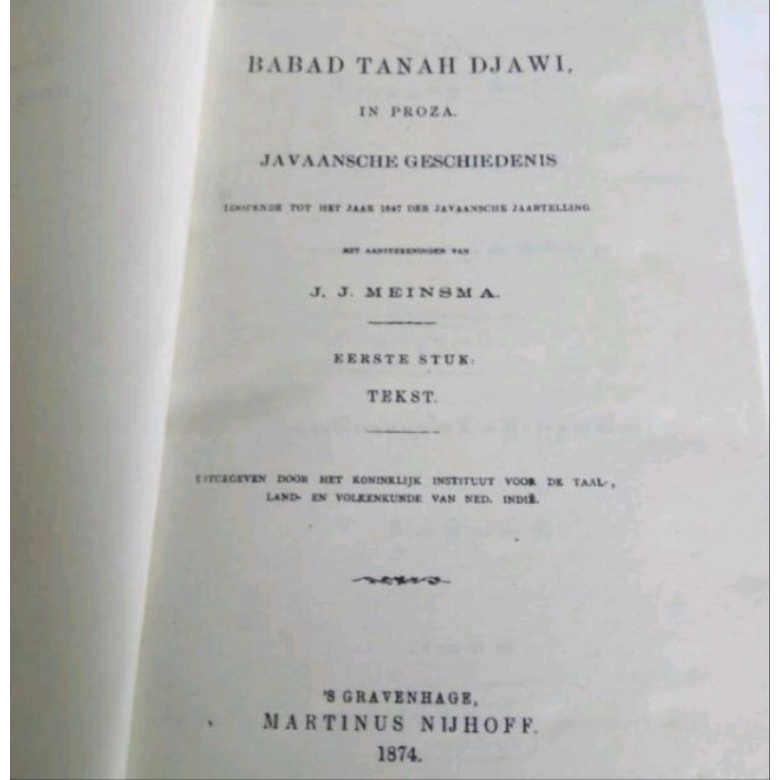 BABAD TANAH DJAWI,
IN PROZA.
JAVAANSCHE GESCHIEDENIS
LOOPENDE TOT HET JAAR 1647 DER JAVAANSCHE JAARTELLING
MET AANTEEKENINGEN VAN
J. J. MEINSMA.
EERSTE STUK:
TEKST.
UITGEGEVEN DOOR HET KONINKLIJK INSTITUUT VOOR DE TAAL-,
LAND- EN VOLKENKUNDE VAN NED. INDIË.
'S GRAVENHAGE,
MARTINUS NIJHOFF.
1874.